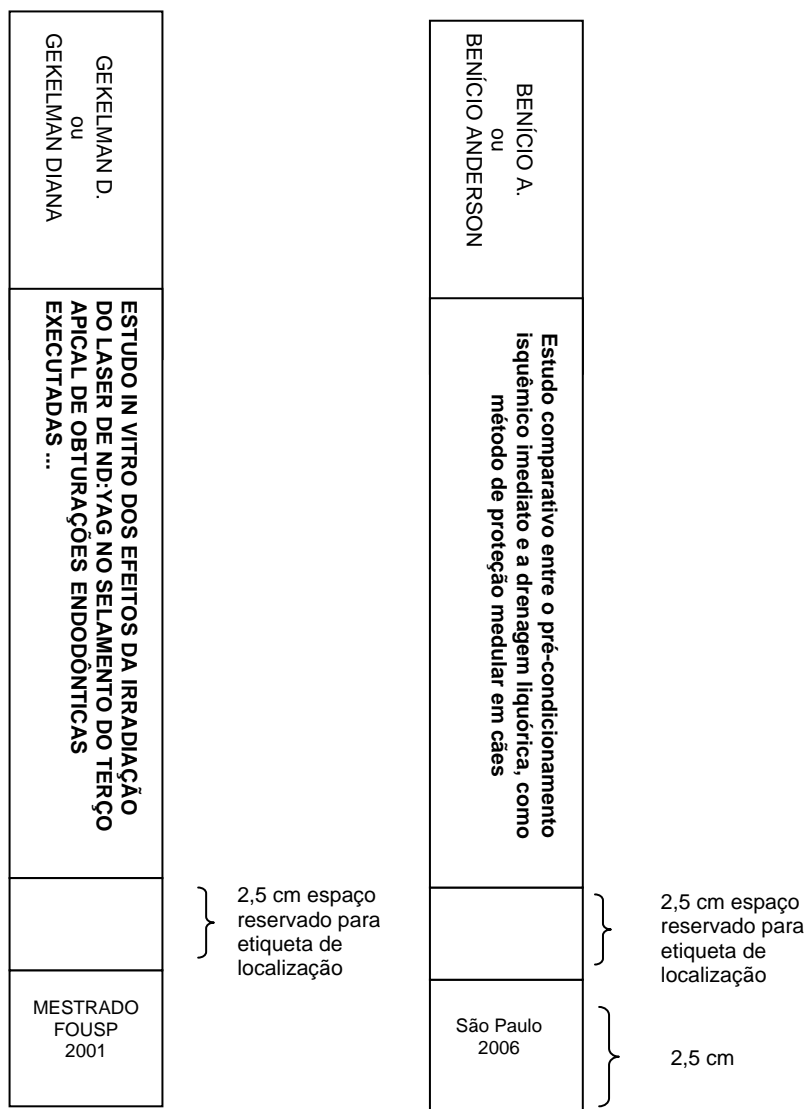 GEKELMAN D.
ou
GEKELMAN DIANA
ESTUDO IN VITRO DOS EFEITOS DA IRRADIAÇÃO
DO LASER DE ND:YAG NO SELAMENTO DO TERÇO
APICAL DE OBTURAÇÕES ENDODÔNTICAS
EXECUTADAS ...
2,5 cm espaço
reservado para
etiqueta de
localização
MESTRADO
FOUSP
2001
BENÍCIO A.
ou
BENÍCIO ANDERSON
Estudo comparativo entre o pré-condicionamento
isquêmico imediato e a drenagem liquórica, como
método de proteção medular em cães
2,5 cm espaço
reservado para
etiqueta de
localização
São Paulo
2006
2,5 cm